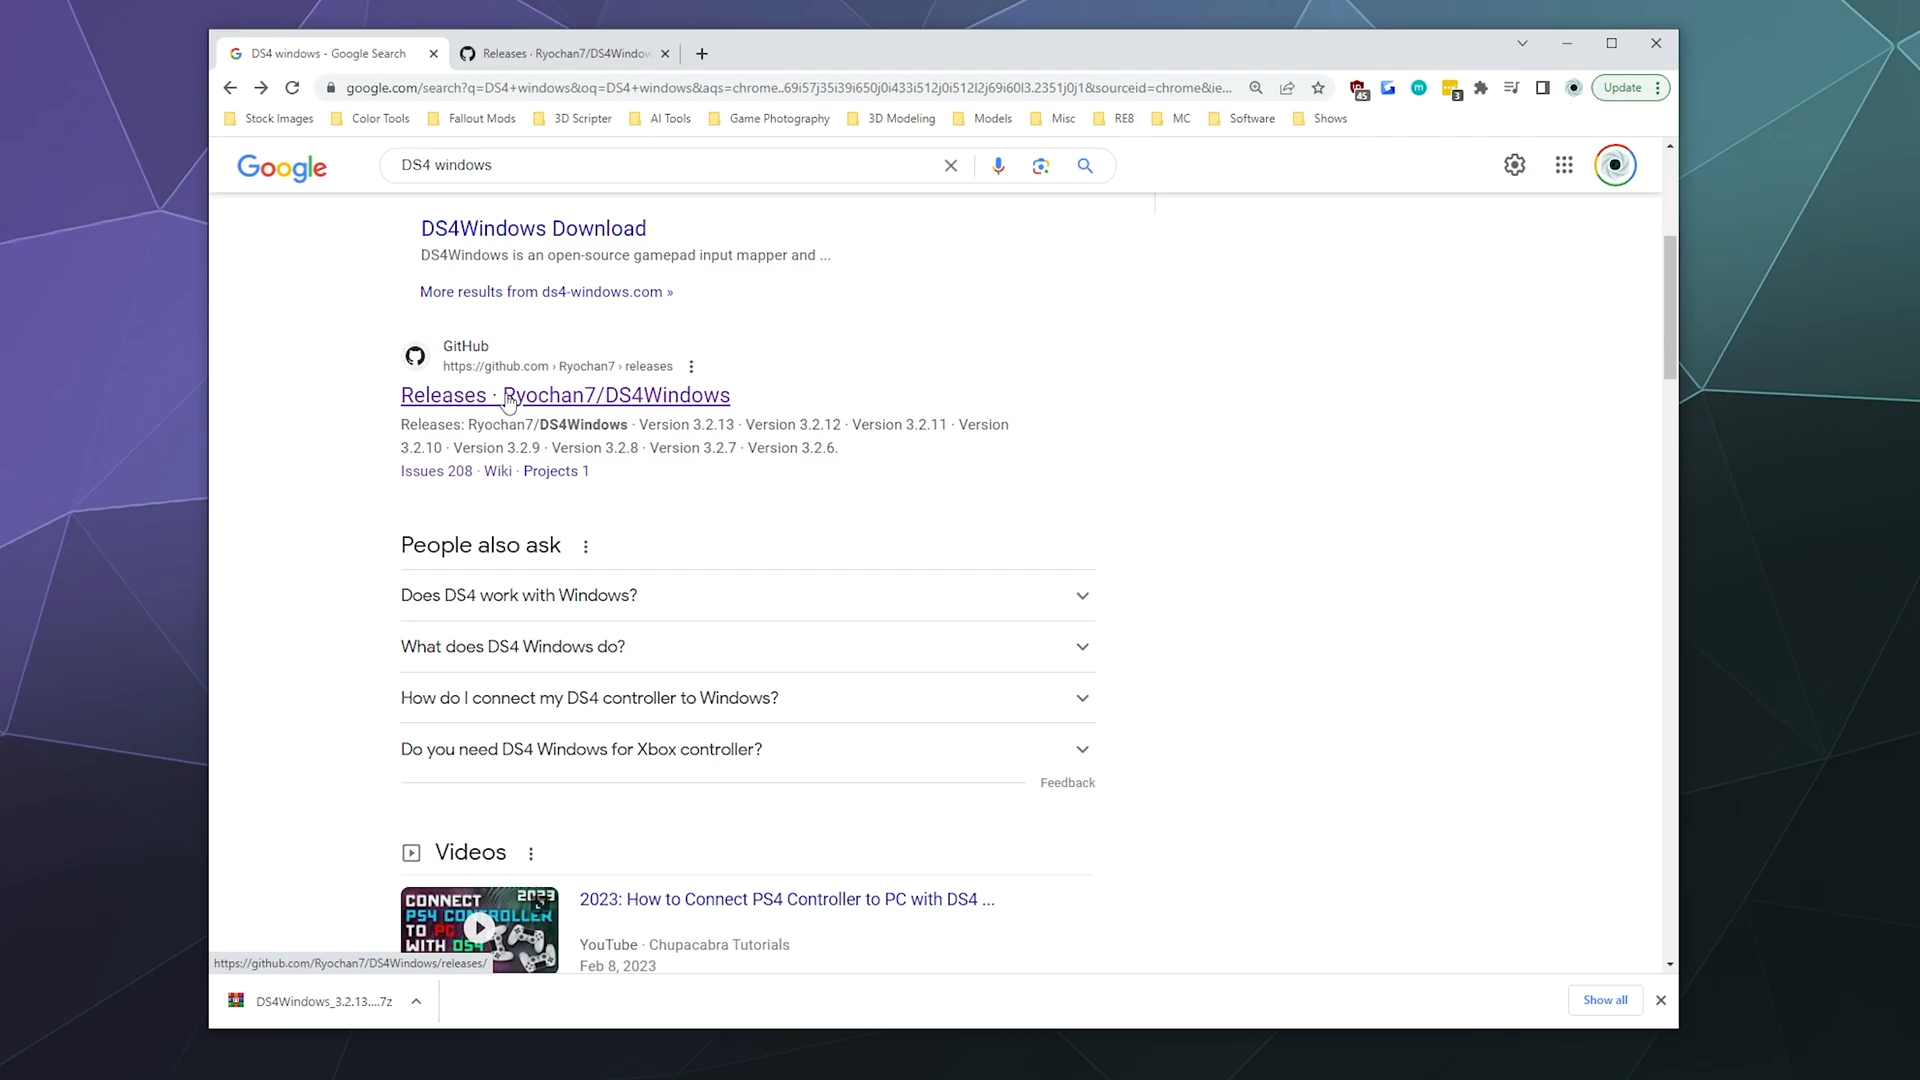 DS4 windows - Google Search
Releases · Ryochan7/DS4Window
google.com/search?q=DS4+windows&oq=DS4+windows&aqs=chrome..69i57j35i39i650j0i433i512j0i512l2j69i60l3.2351j0j1&sourceid=chrome&ie...
45
3
Update
Stock Images
Color Tools
Fallout Mods
3D Scripter
AI Tools
Game Photography
3D Modeling
Models
Misc
RE8
MC
Software
Shows
Google
DS4 windows
DS4Windows Download
DS4Windows is an open-source gamepad input mapper and ...
More results from ds4-windows.com »
GitHub
https://github.com › Ryochan7 › releases
Releases · Ryochan7/DS4Windows
Releases: Ryochan7/DS4Windows · Version 3.2.13 · Version 3.2.12 · Version 3.2.11 · Version
3.2.10 · Version 3.2.9 · Version 3.2.8 · Version 3.2.7 · Version 3.2.6.
Issues 208 · Wiki · Projects 1
People also ask
Does DS4 work with Windows?
What does DS4 Windows do?
How do I connect my DS4 controller to Windows?
Do you need DS4 Windows for Xbox controller?
Feedback
Videos
CONNECT 2023
PS4 CONTROLLER
TO PC
WITH DS4
2023: How to Connect PS4 Controller to PC with DS4 ...
YouTube · Chupacabra Tutorials
Feb 8, 2023
https://github.com/Ryochan7/DS4Windows/releases/
DS4Windows_3.2.13....7z
Show all